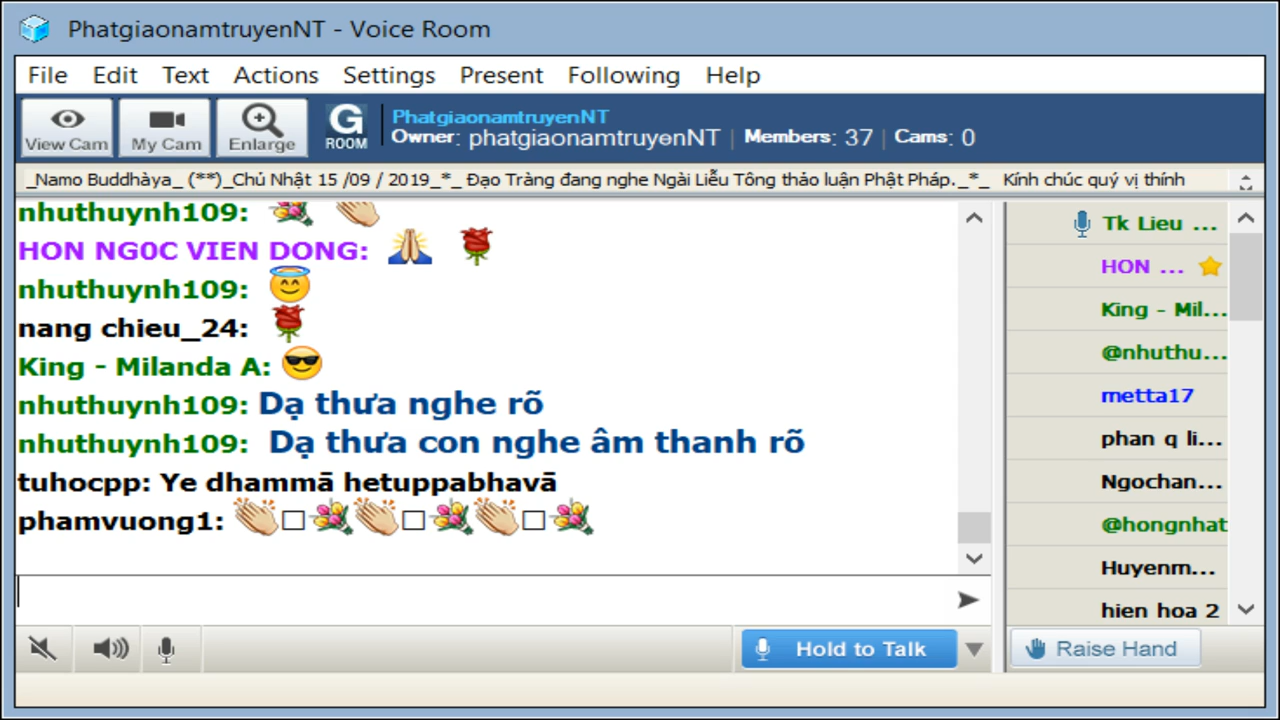 PhatgiaonamtruyenNT - Voice Room
File Edit Text Actions Settings Present Following Help
View Cam My Cam Enlarge G ROOM
PhatgiaonamtruyenNT
Owner: phatgiaonamtruyenNT | Members: 37 | Cams: 0
_Namo Buddhàya_ (**)_Chủ Nhật 15 /09 / 2019_*_ Đạo Tràng đang nghe Ngài Liễu Tông thảo luận Phật Pháp._*_ Kính chúc quý vị thính
nhuthuynh109:
HON NG0C VIEN DONG:
nhuthuynh109:
nang chieu_24:
King - Milanda A:
nhuthuynh109: Dạ thưa nghe rõ
nhuthuynh109: Dạ thưa con nghe âm thanh rõ
tuhocpp: Ye dhammā hetuppabhavā
phamvuong1:
Tk Lieu ...
HON ...
King - Mil...
@nhuthu...
metta17
phan q li...
Ngochan...
@hongnhat
Huyenm...
hien hoa 2
Hold to Talk
Raise Hand